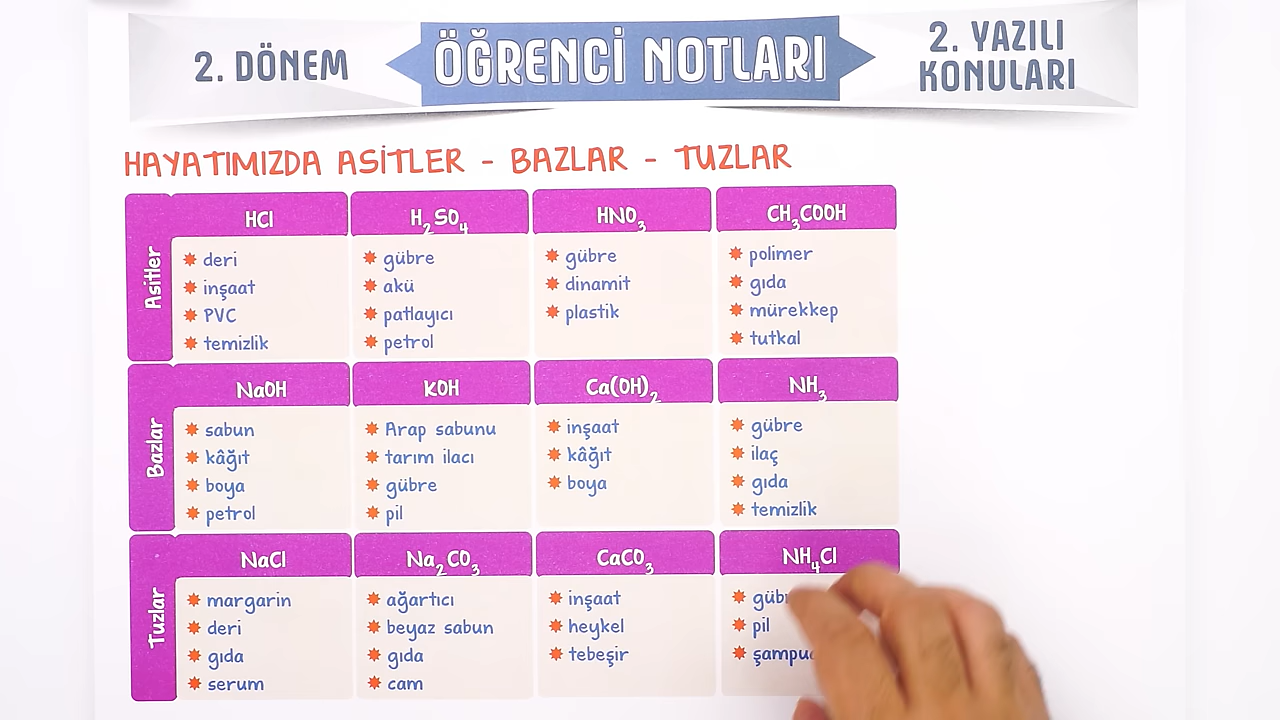 2. DÖNEM
ÖĞRENCİ NOTLARI
2. YAZILI
KONULARI
HAYATIMIZDA ASİTLER - BAZLAR - TUZLAR
Asitler
HCl
deri
inşaat
PVC
temizlik
H₂SO₄
gübre
akü
patlayıcı
petrol
HNO₃
gübre
dinamit
plastik
CH₃COOH
polimer
gıda
mürekkep
tutkal
Bazlar
NaOH
sabun
kâğıt
boya
petrol
KOH
Arap sabunu
tarım ilacı
gübre
pil
Ca(OH)₂
inşaat
kâğıt
boya
NH₃
gübre
ilaç
gıda
temizlik
Tuzlar
NaCl
margarin
deri
gıda
serum
Na₂CO₃
ağartıcı
beyaz sabun
gıda
cam
CaCO₃
inşaat
heykel
tebeşir
NH₄Cl
pil